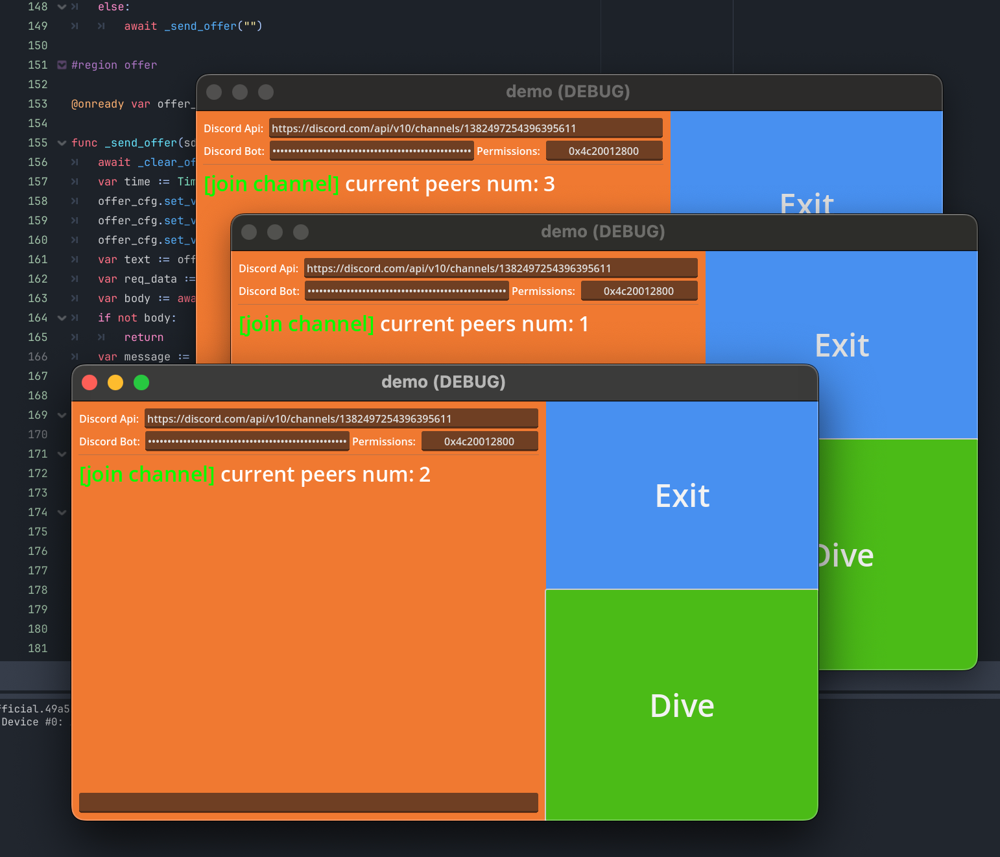 148 else:
149 await _send_offer("")
150
151 #region offer
152
153 @onready var offer_
154
155 func _send_offer(sd
156 await _clear_of
157 var time := Tim
158 offer_cfg.set_v
159 offer_cfg.set_v
160 offer_cfg.set_v
161 var text := off
162 var req_data :=
163 var body := awa
164 if not body:
165 return
166 var message :=
167
168
169
170
171
172
173
174
175
176
177
178
179
180
181
fficial.49a5
Device #0:
demo (DEBUG)
Discord Api: https://discord.com/api/v10/channels/1382497254396395611
Discord Bot: •••••••••••••••••••••••••••••••••••••••••••••••••••• Permissions: 0x4c20012800
[join channel] current peers num: 3
Exit
demo (DEBUG)
Discord Api: https://discord.com/api/v10/channels/1382497254396395611
Discord Bot: •••••••••••••••••••••••••••••••••••••••••••••••••••• Permissions: 0x4c20012800
[join channel] current peers num: 1
Exit
Dive
demo (DEBUG)
Discord Api: https://discord.com/api/v10/channels/1382497254396395611
Discord Bot: •••••••••••••••••••••••••••••••••••••••••••••••••••• Permissions: 0x4c20012800
[join channel] current peers num: 2
Exit
Dive